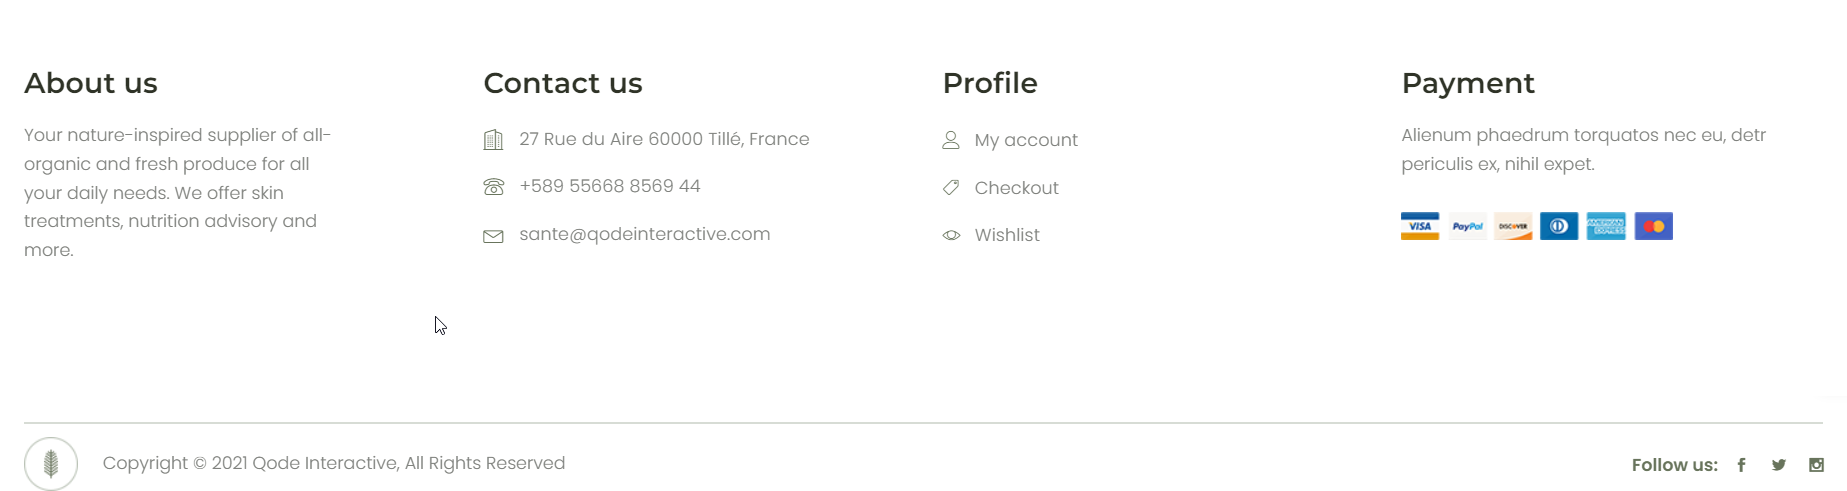 About us
Your nature-inspired supplier of all-
organic and fresh produce for all
your daily needs. We offer skin
treatments, nutrition advisory and
more.
Contact us
27 Rue du Aire 60000 Tillé, France
+589 55668 8569 44
sante@qodeinteractive.com
Profile
My account
Checkout
Wishlist
Payment
Alienum phaedrum torquatos nec eu, detr
periculis ex, nihil expet.
VISA PayPal DISCOVER AMERICAN EXPRESS
Copyright © 2021 Qode Interactive, All Rights Reserved
Follow us: